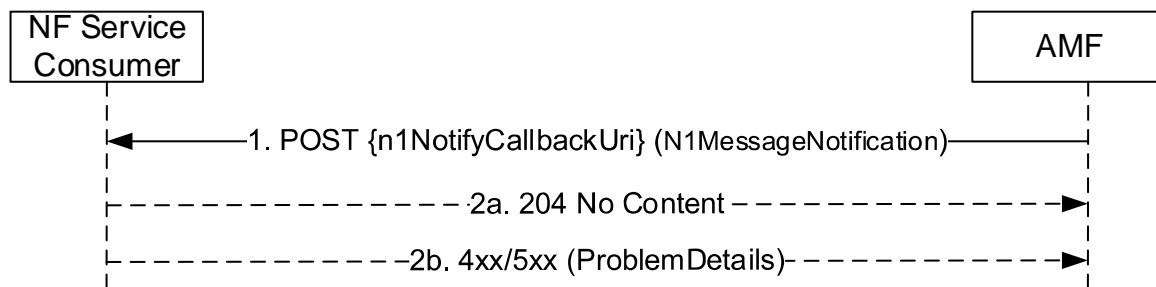 NF Service
Consumer
AMF
1. POST {n1NotifyCallbackUri} (N1MessageNotification)
2a. 204 No Content
2b. 4xx/5xx (ProblemDetails)